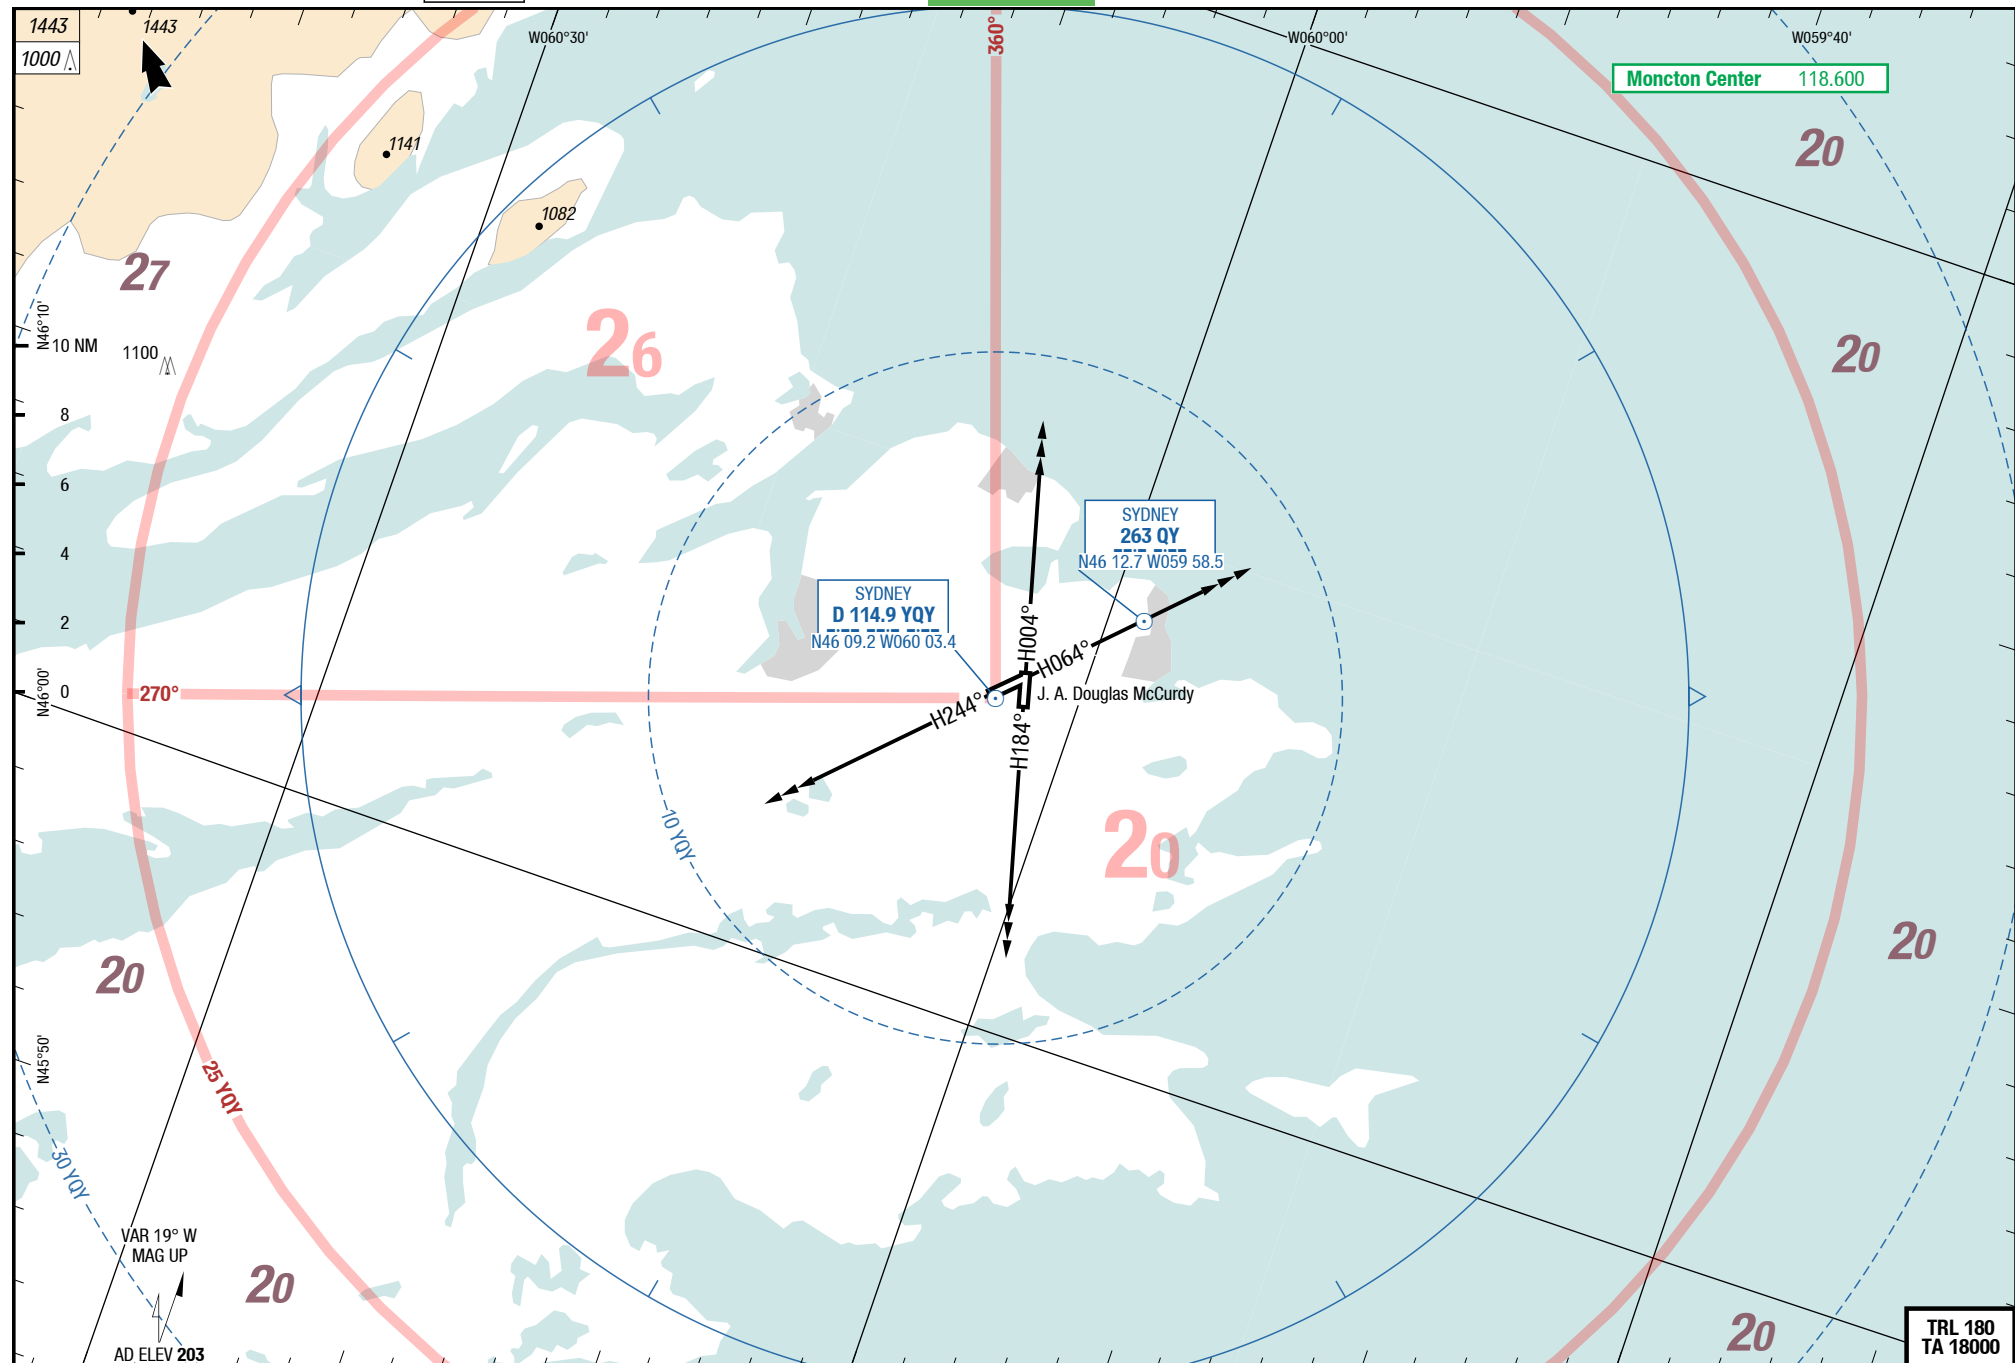 1443
1000
1443
W060°30'
360°
W060°00'
W059°40'
Moncton Center 118.600
1141
20
1082
27
N46°10'
10 NM
1100
26
20
8
6
4
2
0
N46°00'
SYDNEY
263 QY
N46 12.7 W059 58.5
SYDNEY
D 114.9 YQY
N46 09.2 W060 03.4
H004°
H064°
270°
H244°
J. A. Douglas McCurdy
H184°
10 YQY
20
20
20
N45°50'
25 YQY
30 YQY
VAR 19° W
MAG UP
20
20
AD ELEV 203
TRL 180
TA 18000